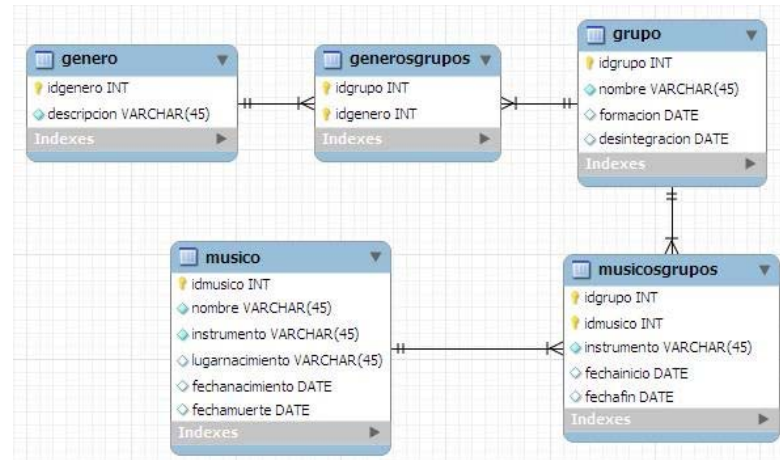 genero
idgenero INT
descripcion VARCHAR(45)
Indexes
generosgrupos
idgrupo INT
idgenero INT
Indexes
grupo
idgrupo INT
nombre VARCHAR(45)
formacion DATE
desintegracion DATE
Indexes
musico
idmusico INT
nombre VARCHAR(45)
instrumento VARCHAR(45)
lugarnacimiento VARCHAR(45)
fechanacimiento DATE
fechamuerte DATE
Indexes
musicosgrupos
idgrupo INT
idmusico INT
instrumento VARCHAR(45)
fechainicio DATE
fechafin DATE
Indexes